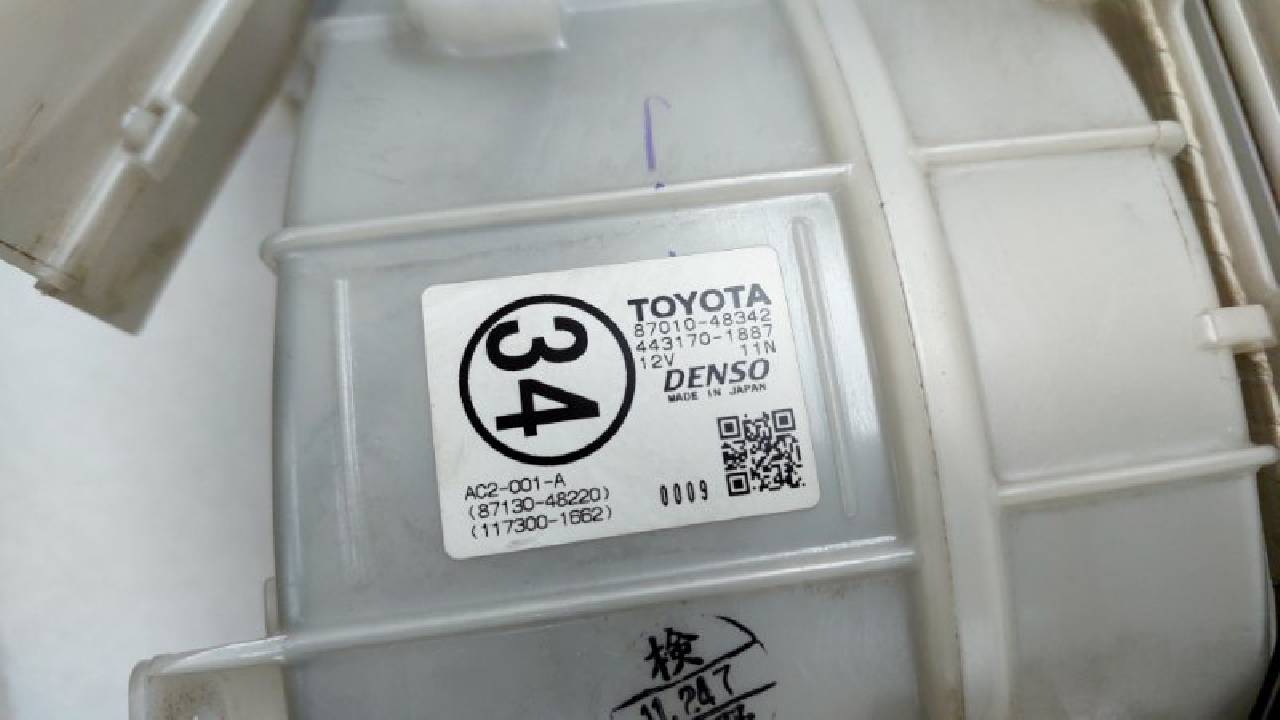 34
TOYOTA
87010-48342
443170-1887
12V 11N
DENSO
MADE IN JAPAN
AC2-001-A
(87130-48220)
(117300-1662)
0009
検